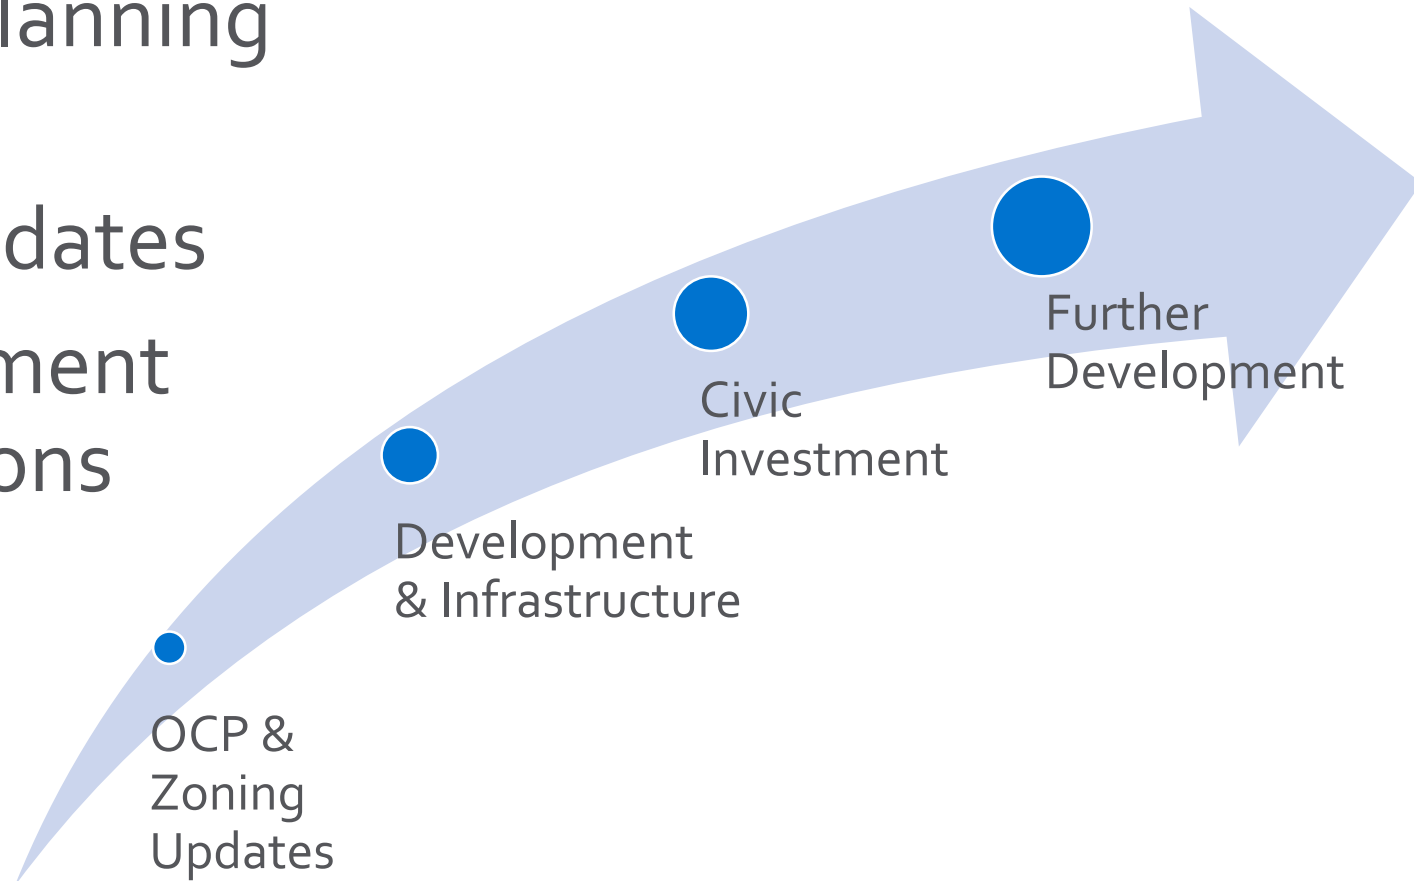 lanning
dates
ment
ons
Further
Development
Civic
Investment
Development
& Infrastructure
OCP &
Zoning
Updates